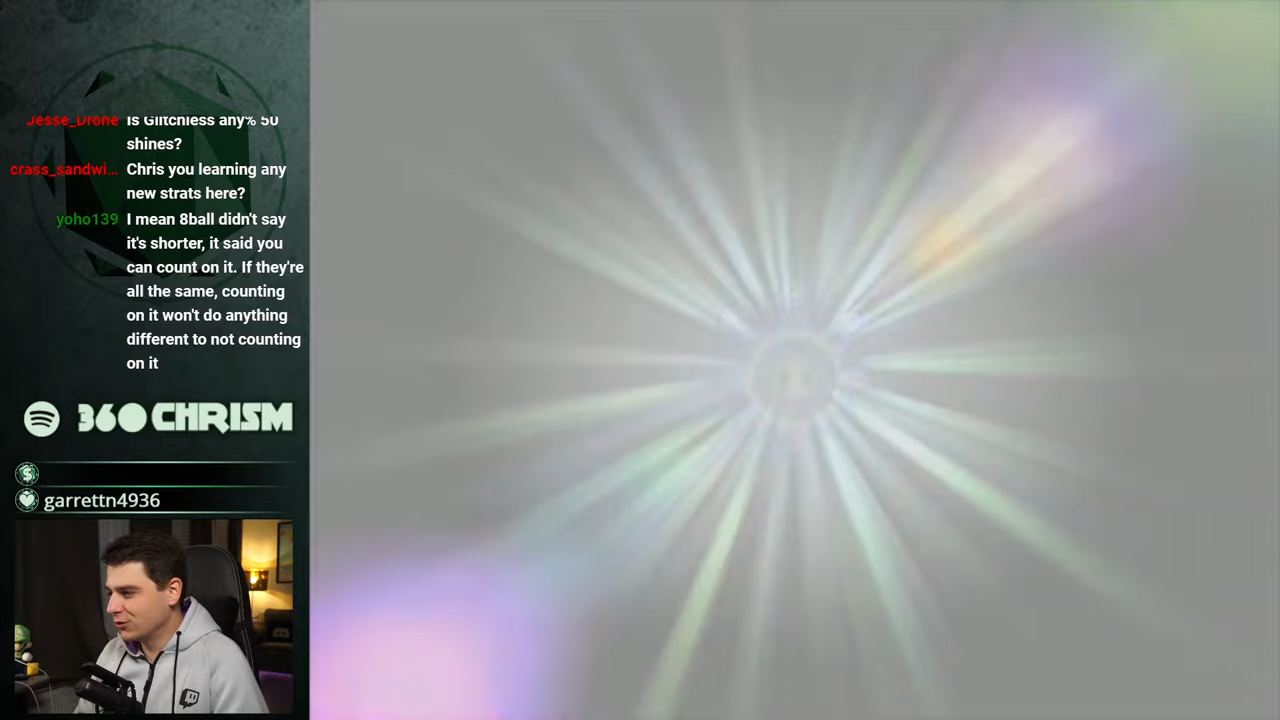 Jesse_Drone Is Glitchless any% 50
shines?
crass_sandwi... Chris you learning any
new strats here?
yoho139 I mean 8ball didn't say
it's shorter, it said you
can count on it. If they're
all the same, counting
on it won't do anything
different to not counting
on it
360CHRISM
garrettn4936